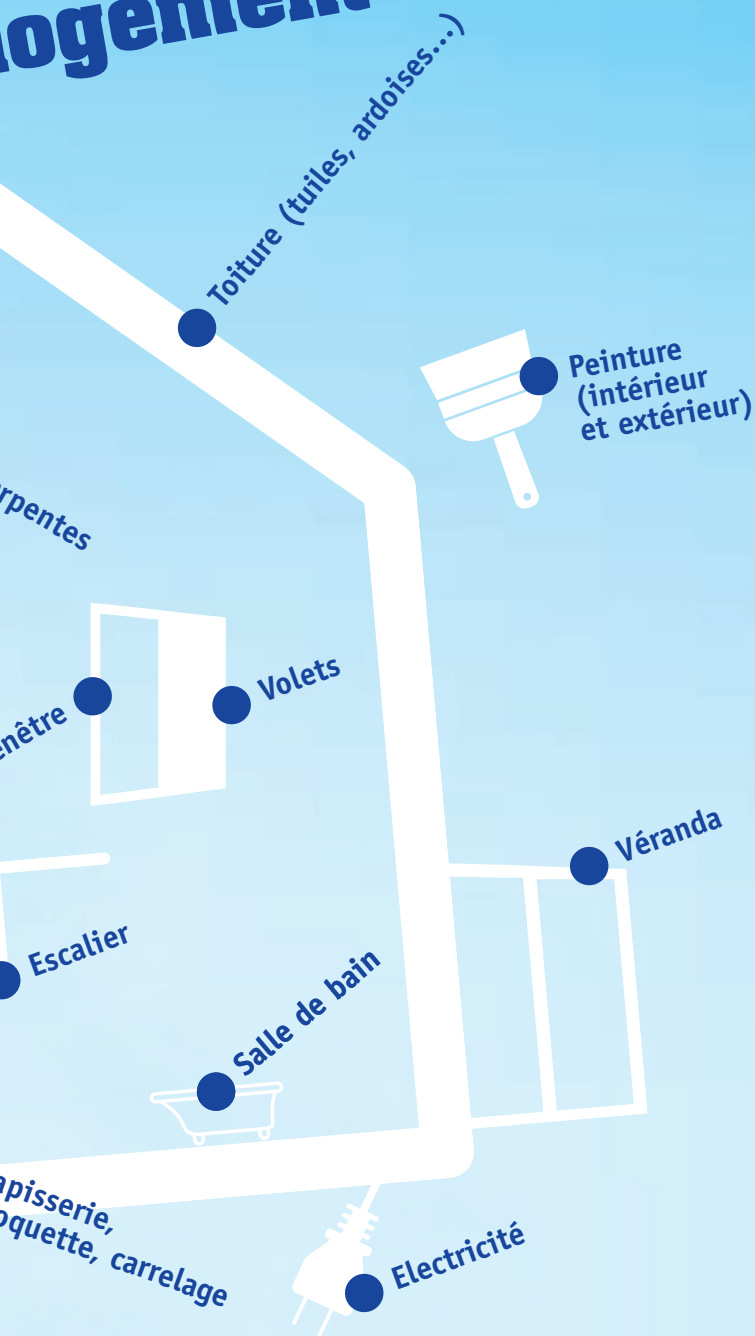 logement
Toiture (tuiles, ardoises...)
Peinture
(intérieur
et extérieur)
rpentes
Volets
enêtre
Véranda
Escalier
Salle de bain
apisserie,
oquette, carrelage
Electricité